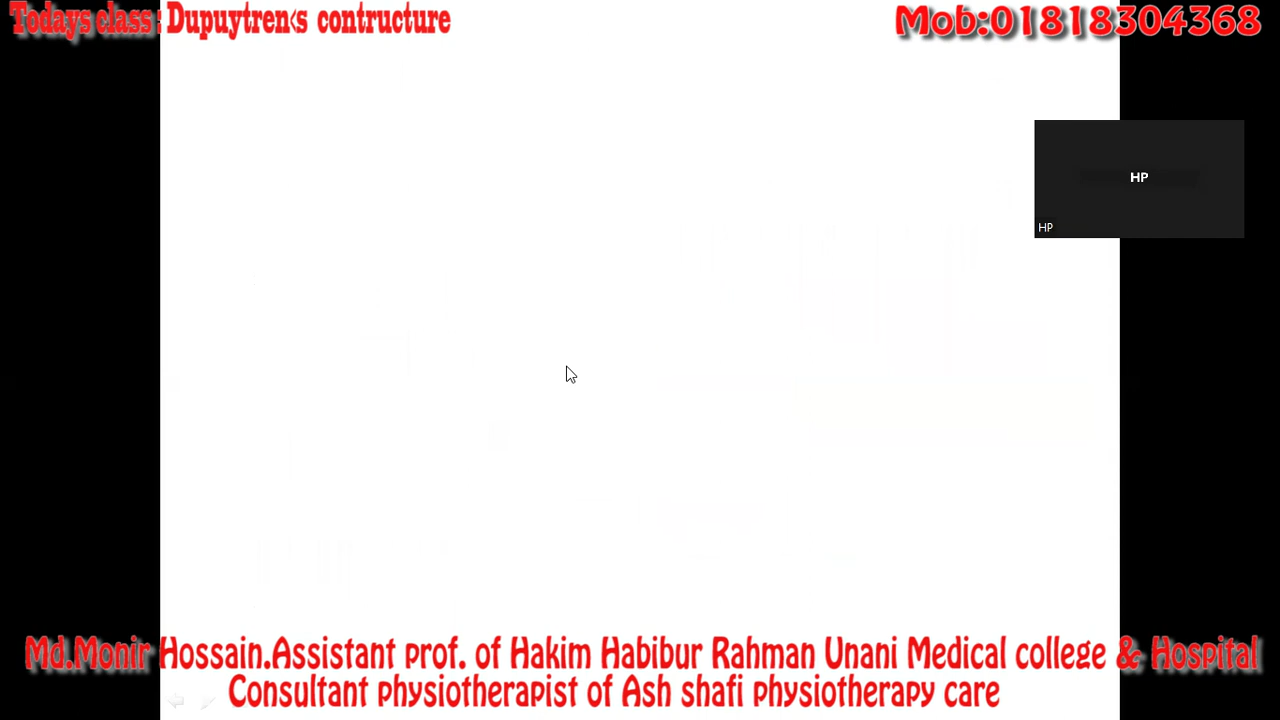 Todays class : Dupuytren‹s contructure
Mob:01818304368
HP
HP
Md.Monir Hossain.Assistant prof. of Hakim Habibur Rahman Unani Medical college & Hospital
Consultant physiotherapist of Ash shafi physiotherapy care